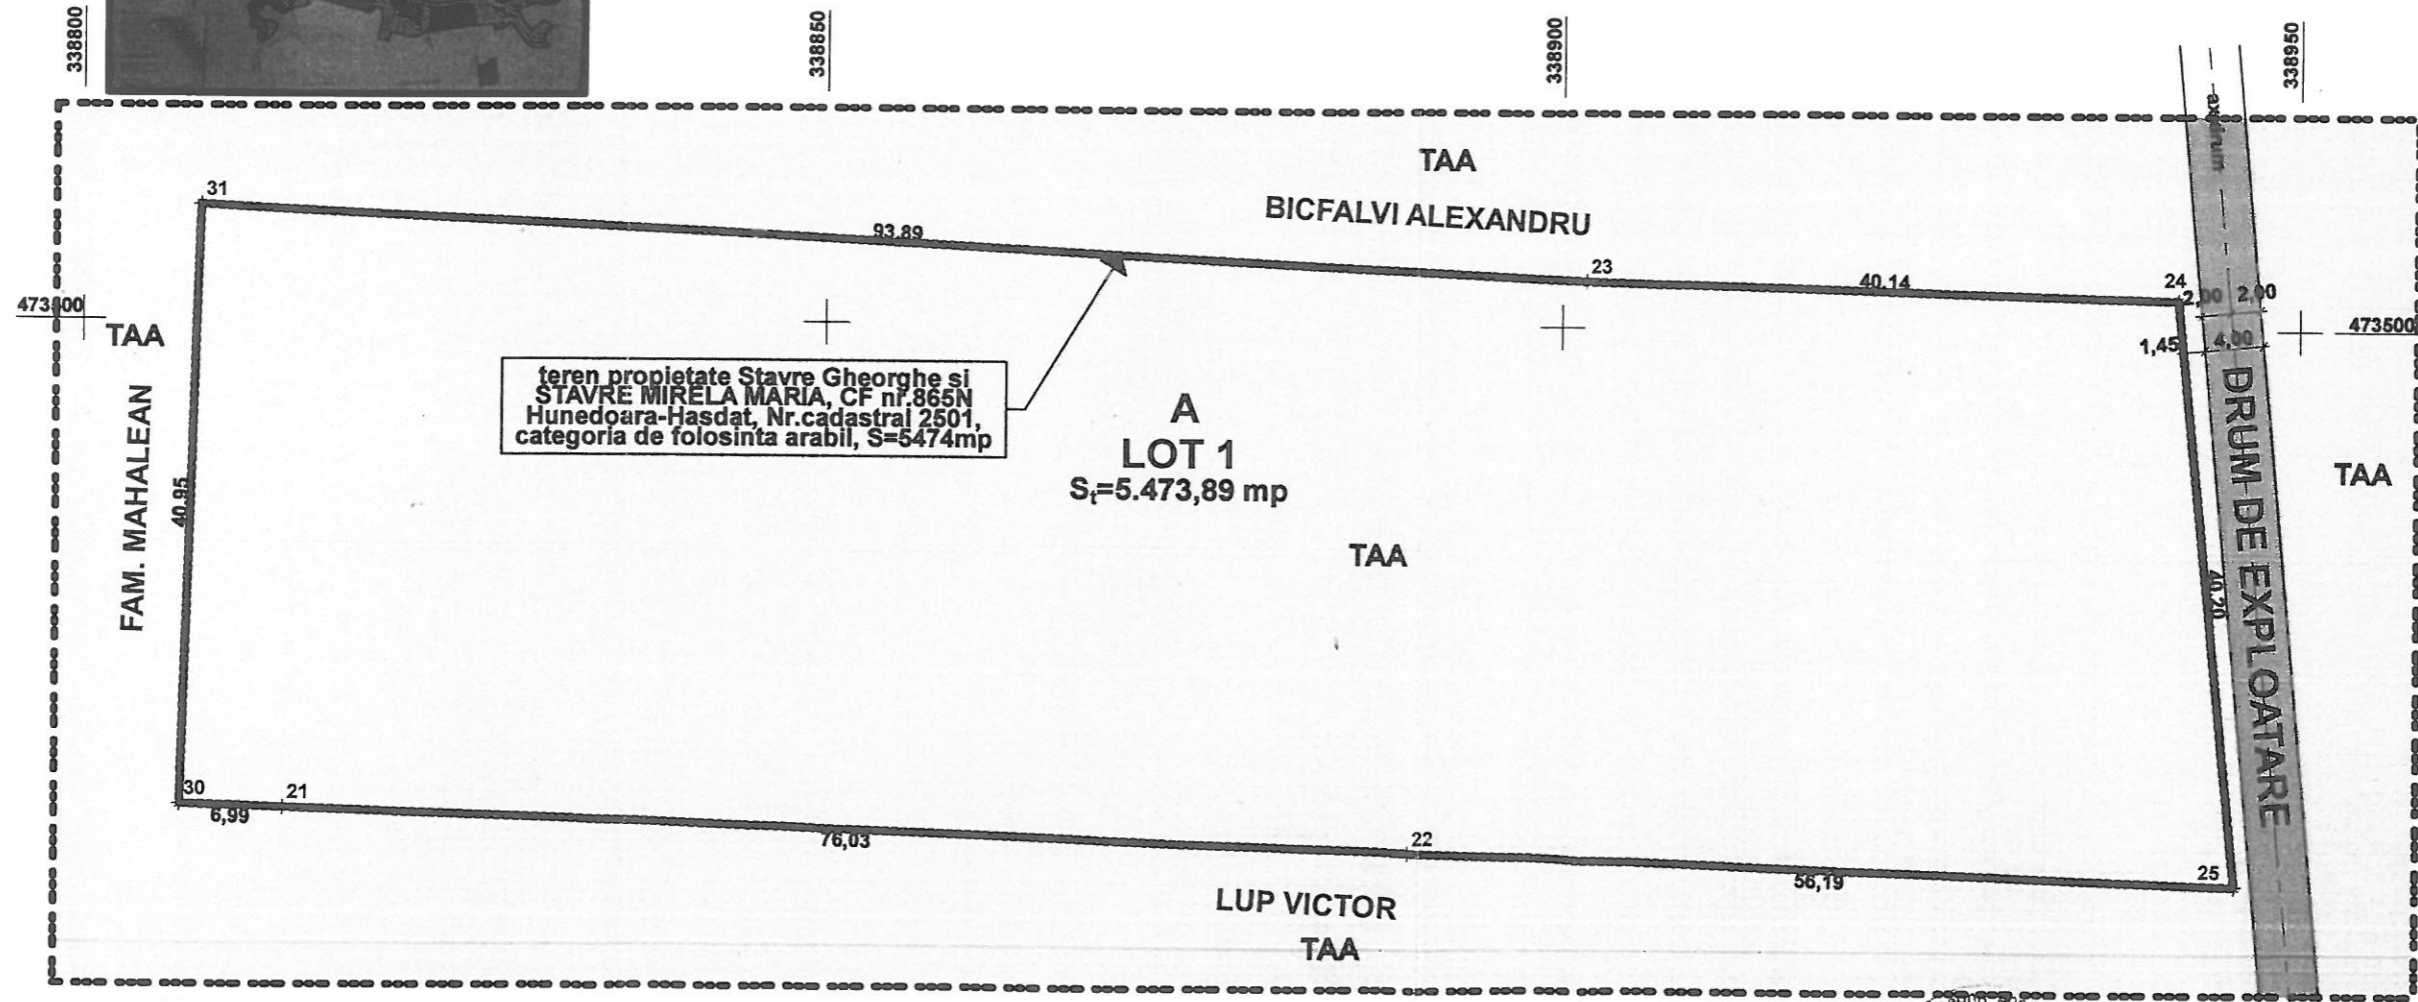 338800
338850
338900
338950
ax drum
TAA
BICFALVI ALEXANDRU
31
93,89
23
40,14
24
2,00
2,00
473500
473500
TAA
1,45
4,00
teren propietate Stavre Gheorghe si
STAVRE MIRELA MARIA, CF nr.865N
Hunedoara-Hasdat, Nr.cadastral 2501,
categoria de folosinta arabil, S=5474mp
A
LOT 1
St=5.473,89 mp
TAA
TAA
FAM. MAHALEAN
40,95
40,20
DRUM DE EXPLOATARE
30
21
6,99
76,03
22
56,19
25
LUP VICTOR
TAA